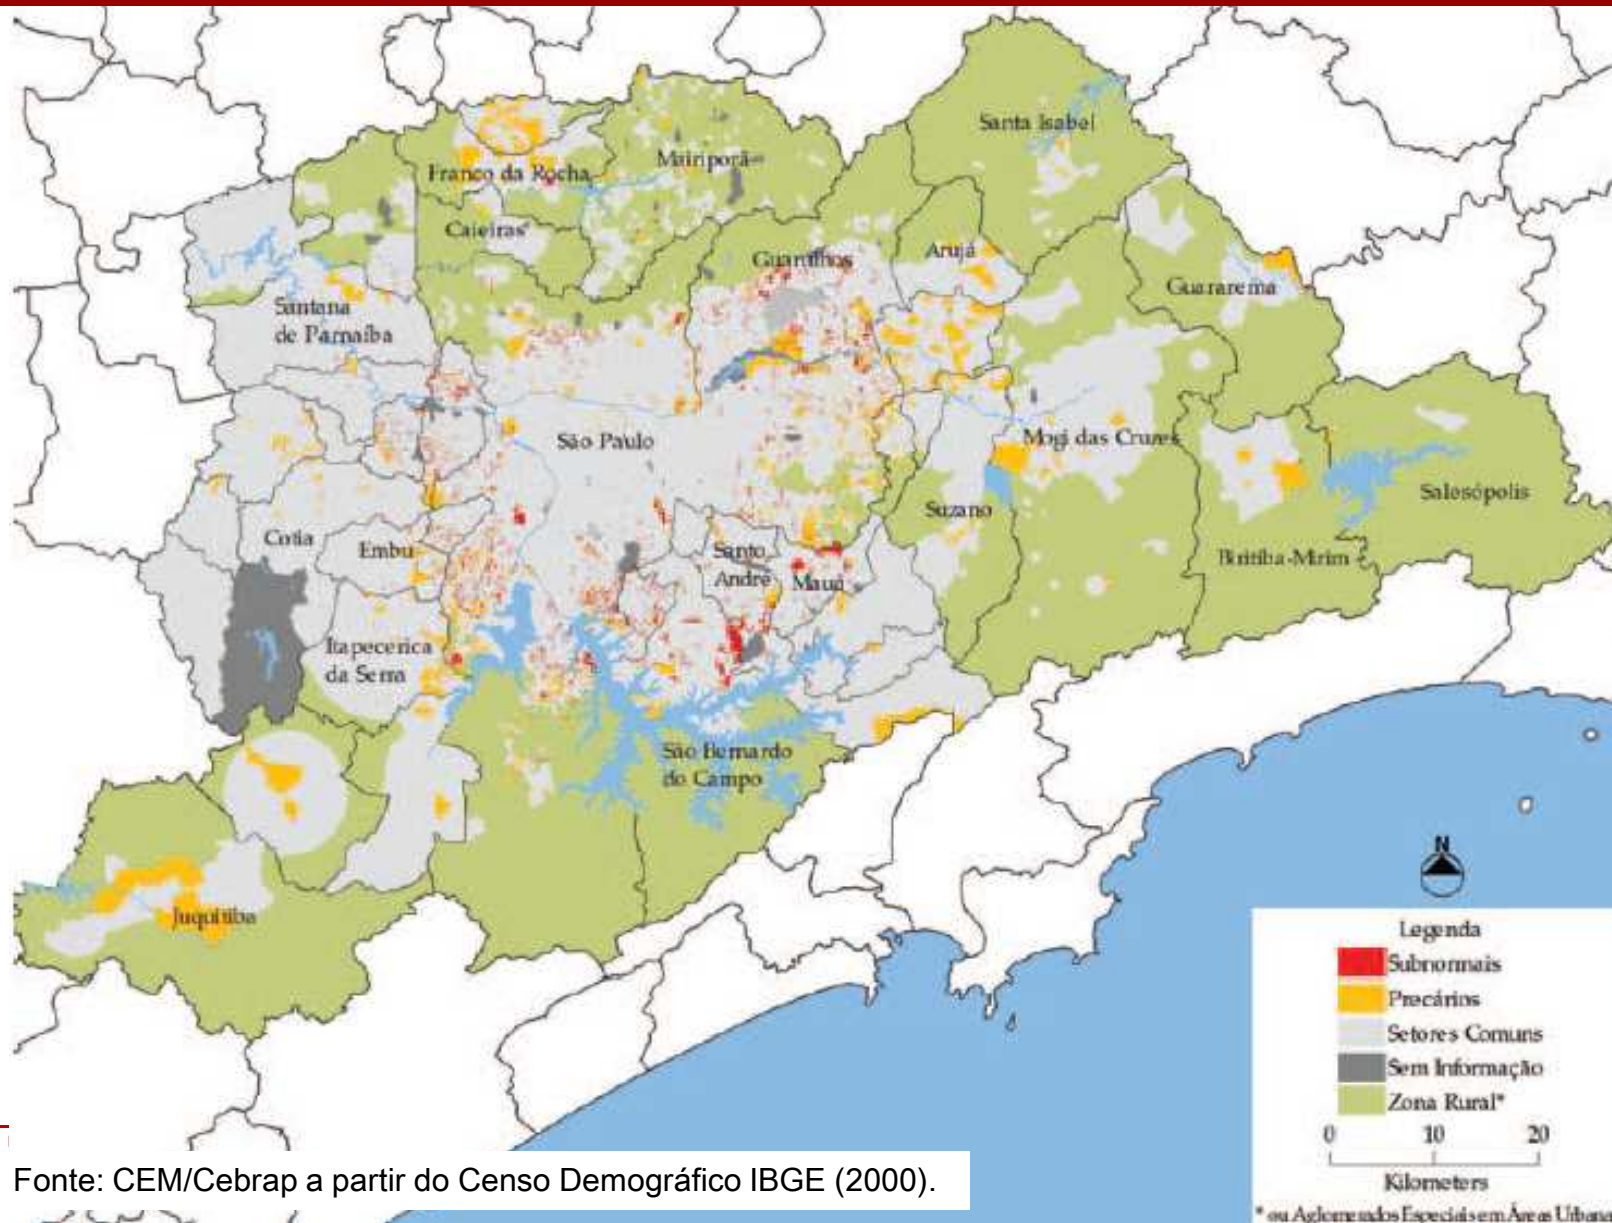 Santa Isabel
Mairiporã
Franco da Rocha
Caieiras
Guarulhos
Arujá
Guararema
Santana
de Parnaíba
São Paulo
Mogi das Cruzes
Salesópolis
Suzano
Cotia
Embu
Santo
André
Mauá
Biritiba-Mirim
Itapecerica
da Serra
São Bernardo
do Campo
Juquitiba
N
Legenda
Subnormais
Precários
Setores Comuns
Sem Informação
Zona Rural*
0 10 20
Kilometers
* ou Aglomerados Especiais em Áreas Urbana
Fonte: CEM/Cebrap a partir do Censo Demográfico IBGE (2000).